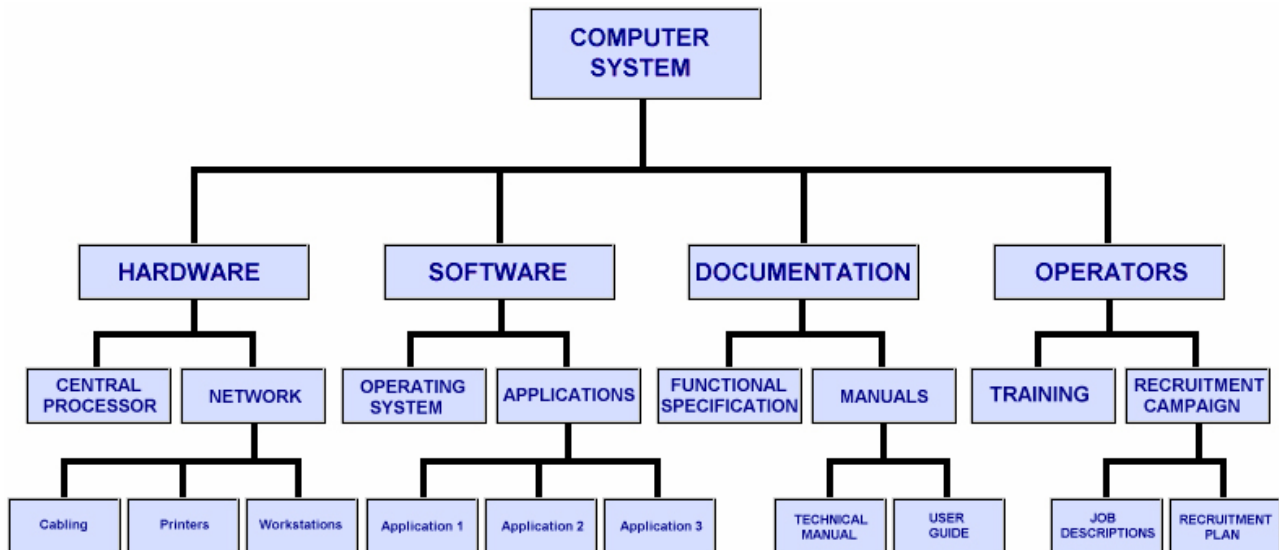 COMPUTER
SYSTEM
HARDWARE
SOFTWARE
DOCUMENTATION
OPERATORS
CENTRAL
PROCESSOR
NETWORK
OPERATING
SYSTEM
APPLICATIONS
FUNCTIONAL
SPECIFICATION
MANUALS
TRAINING
RECRUITMENT
CAMPAIGN
Cabling
Printers
Workstations
Application 1
Application 2
Application 3
TECHNICAL
MANUAL
USER
GUIDE
JOB
DESCRIPTIONS
RECRUITMENT
PLAN